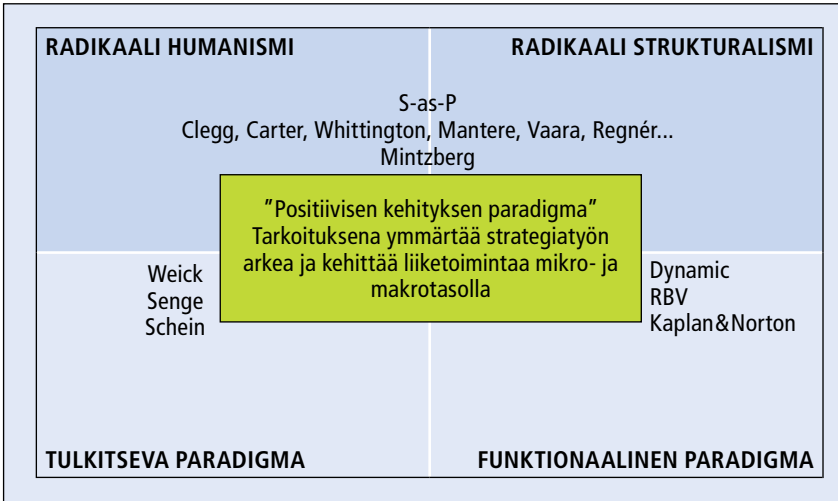 RADIKAALI HUMANISMI
RADIKAALI STRUKTURALISMI
S-as-P
Clegg, Carter, Whittington, Mantere, Vaara, Regnér...
Mintzberg
”Positiivisen kehityksen paradigma”
Tarkoituksena ymmärtää strategiatyön
arkea ja kehittää liiketoimintaa mikro- ja
makrotasolla
Weick
Senge
Schein
Dynamic
RBV
Kaplan&Norton
TULKITSEVA PARADIGMA
FUNKTIONAALINEN PARADIGMA